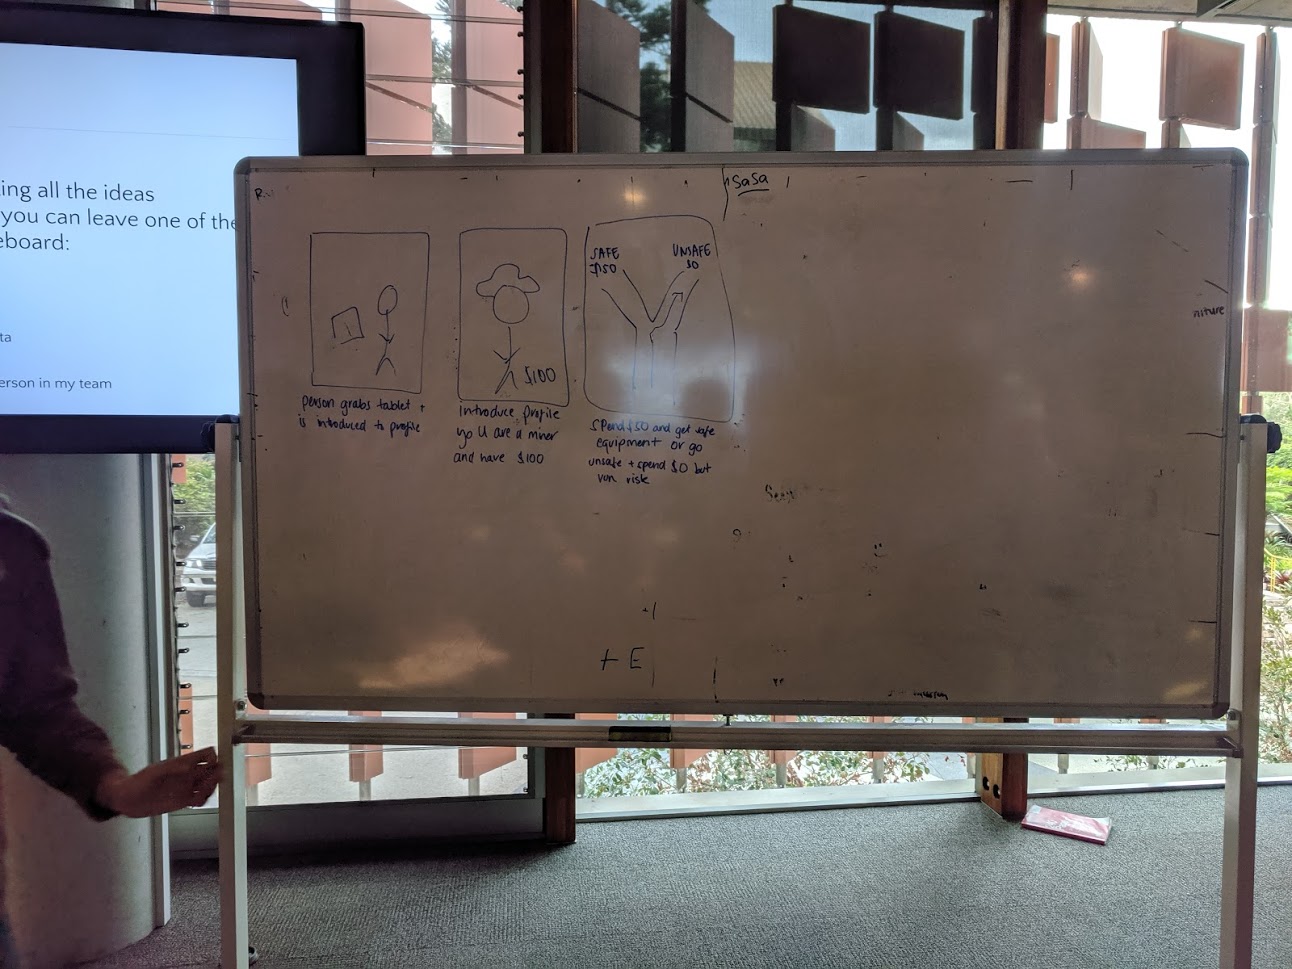 ing all the ideas
you can leave one of the
eboard:
ta
erson in my team
SaSa
SAFE
$50
UNSAFE
$0
$100
person grabs tablet +
is introduced to profile
Introduce profile
yo U are a miner
and have $100
Spend $50 and get safe
equipment or go
unsafe + spend $0 but
run risk
niture
+ E